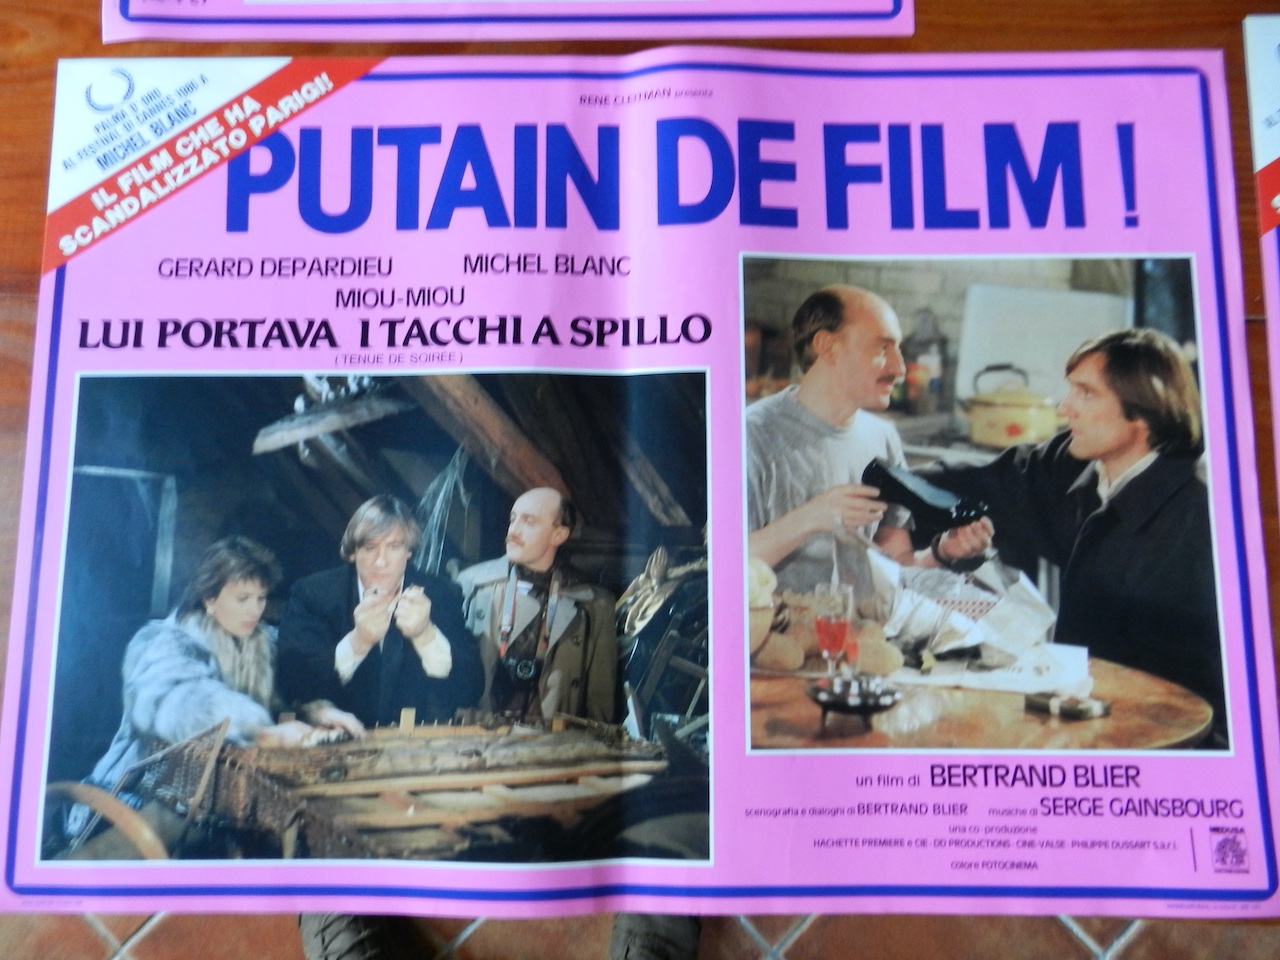 PALMA D'ORO
AL FESTIVAL DI CANNES 1986 A
MICHEL BLANC
IL FILM CHE HA
SCANDALIZZATO PARIGI!!
RENE CLEITMAN presenta
PUTAIN DE FILM !
GERARD DEPARDIEU MICHEL BLANC
MIOU-MIOU
LUI PORTAVA I TACCHI A SPILLO
(TENUE DE SOIRÉE)
un film di BERTRAND BLIER
scenografia e dialoghi di BERTRAND BLIER musiche di SERGE GAINSBOURG
una co-produzione
HACHETTE PREMIERE e CIE · DD PRODUCTIONS · CINE-VALSE · PHILIPPE DUSSART S.a.r.l.
colore FOTOCINEMA
MEDUSA